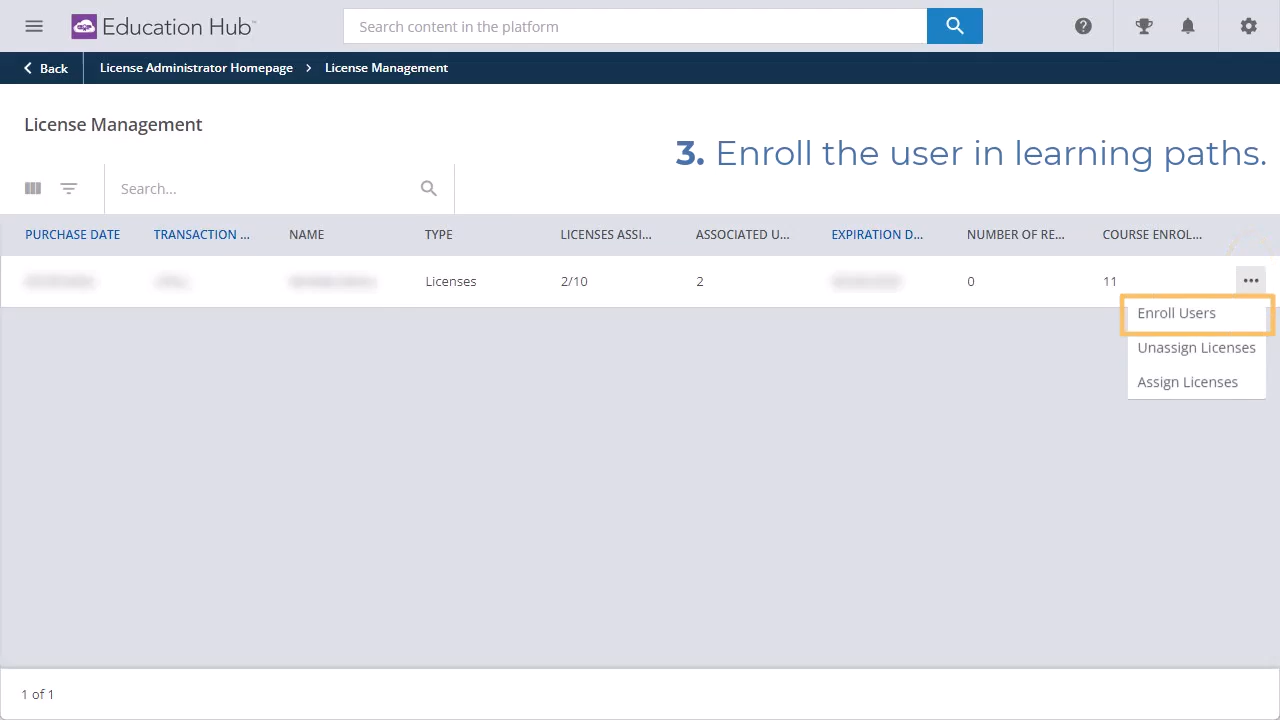 Education Hub™
Search content in the platform
Back
License Administrator Homepage
License Management
License Management
3. Enroll the user in learning paths.
Search...
PURCHASE DATE TRANSACTION ... NAME TYPE LICENSES ASSI... ASSOCIATED U... EXPIRATION D... NUMBER OF RE... COURSE ENROL...
Licenses 2/10 2 0 11
Enroll Users
Unassign Licenses
Assign Licenses
1 of 1